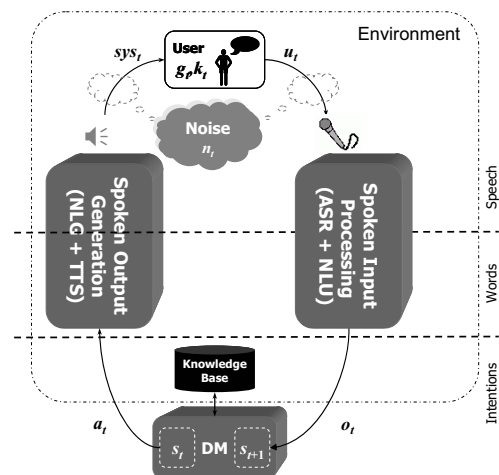 Environment
sys_t
User
g_t, k_t
u_t
Noise
n_t
Spoken Output
Generation
(NLG + TTS)
Spoken Input
Processing
(ASR + NLU)
Speech
Words
Intentions
Knowledge
Base
a_t
o_t
s_t
DM
s_{t+1}